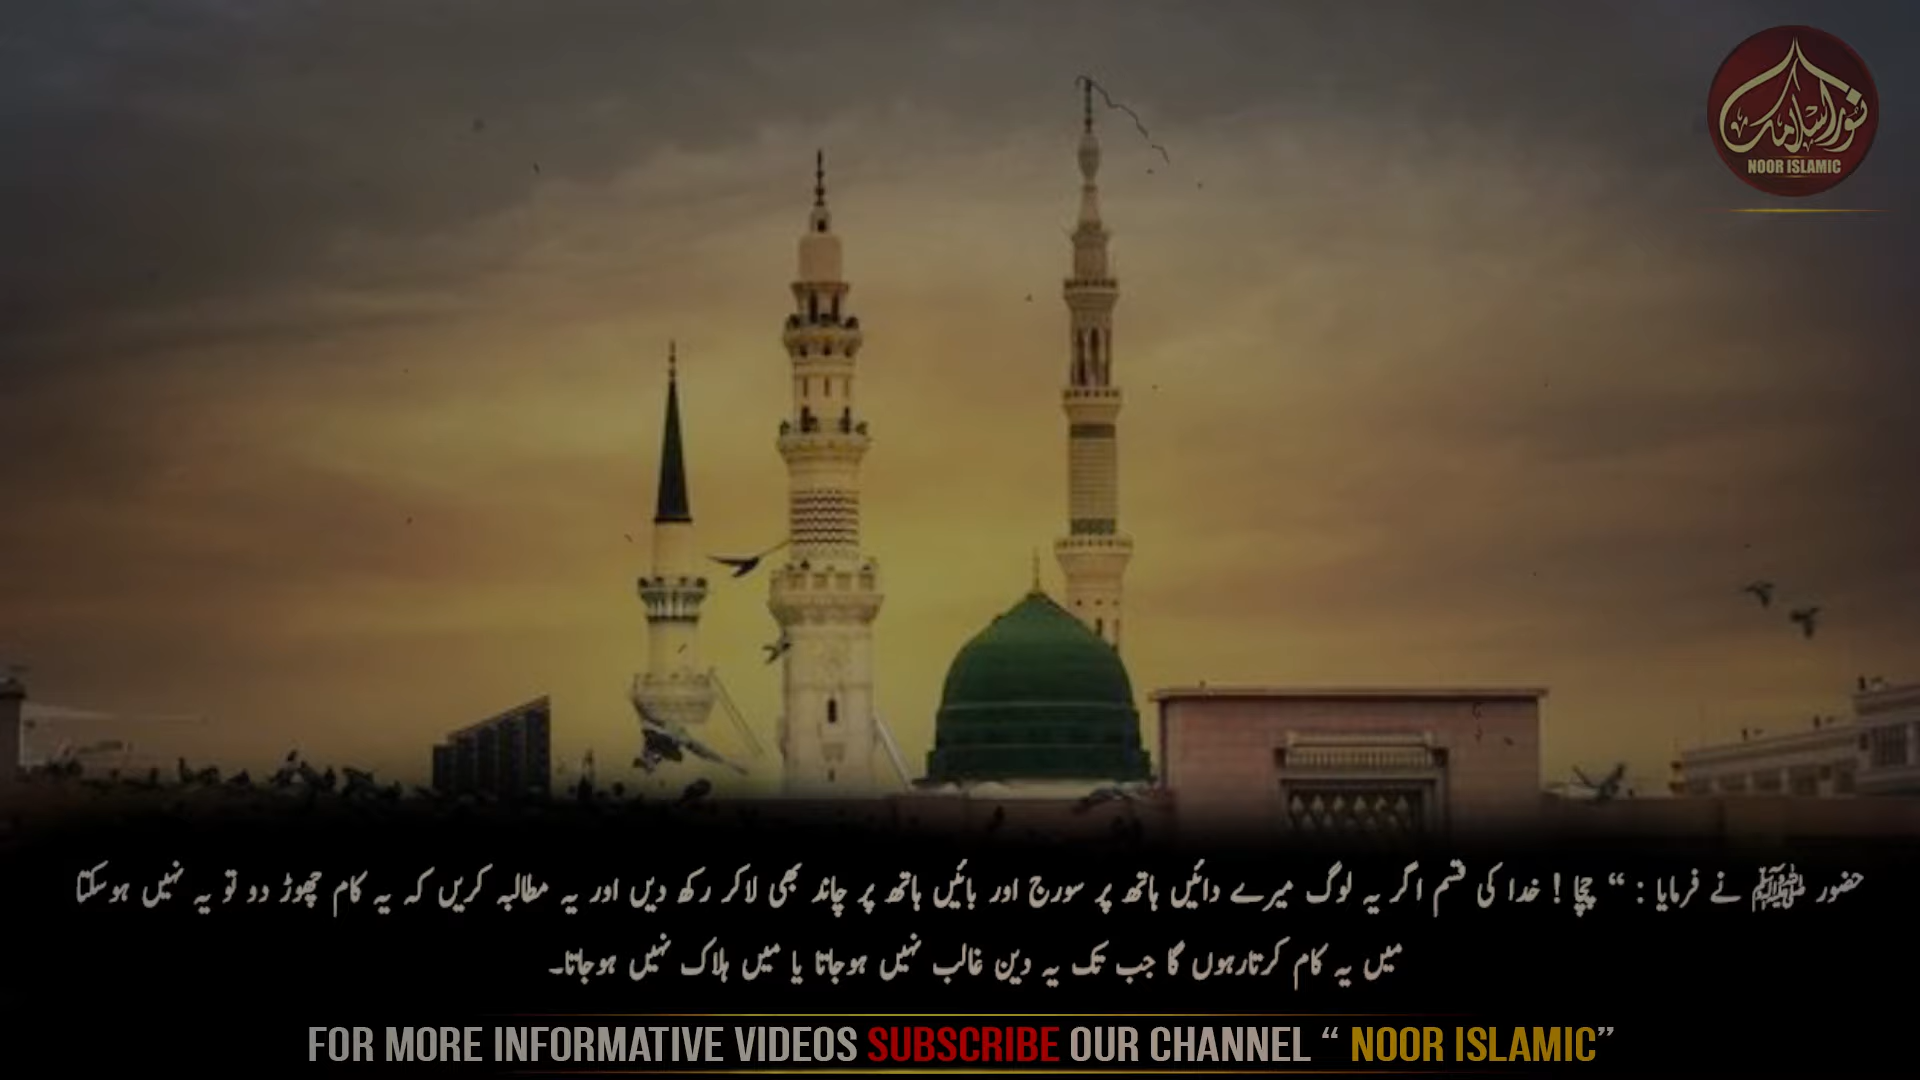 نور اسلامک
NOOR ISLAMIC
حضور ﷺ نے فرمایا : “ چچا ! خدا کی قسم اگر یہ لوگ میرے دائیں ہاتھ پر سورج اور بائیں ہاتھ پر چاند بھی لاکر رکھ دیں اور یہ مطالبہ کریں کہ یہ کام چھوڑ دو تو یہ نہیں ہوسکتا
میں یہ کام کرتارہوں گا جب تک یہ دین غالب نہیں ہوجاتا یا میں ہلاک نہیں ہوجاتا۔
FOR MORE INFORMATIVE VIDEOS SUBSCRIBE OUR CHANNEL “ NOOR ISLAMIC”